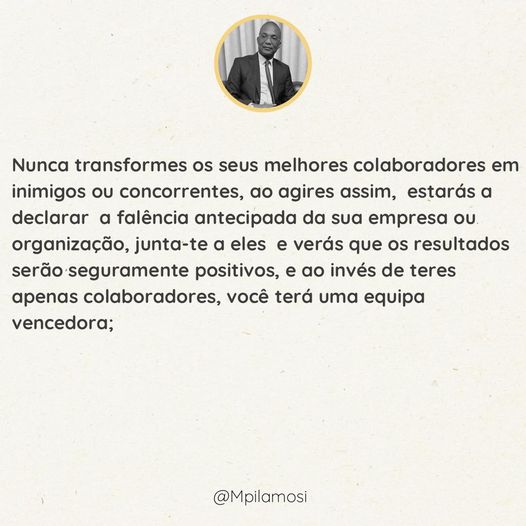 Nunca transformes os seus melhores colaboradores em
inimigos ou concorrentes, ao agires assim, estarás a
declarar a falência antecipada da sua empresa ou
organização, junta-te a eles e verás que os resultados
serão seguramente positivos, e ao invés de teres
apenas colaboradores, você terá uma equipa
vencedora;
@Mpilamosi